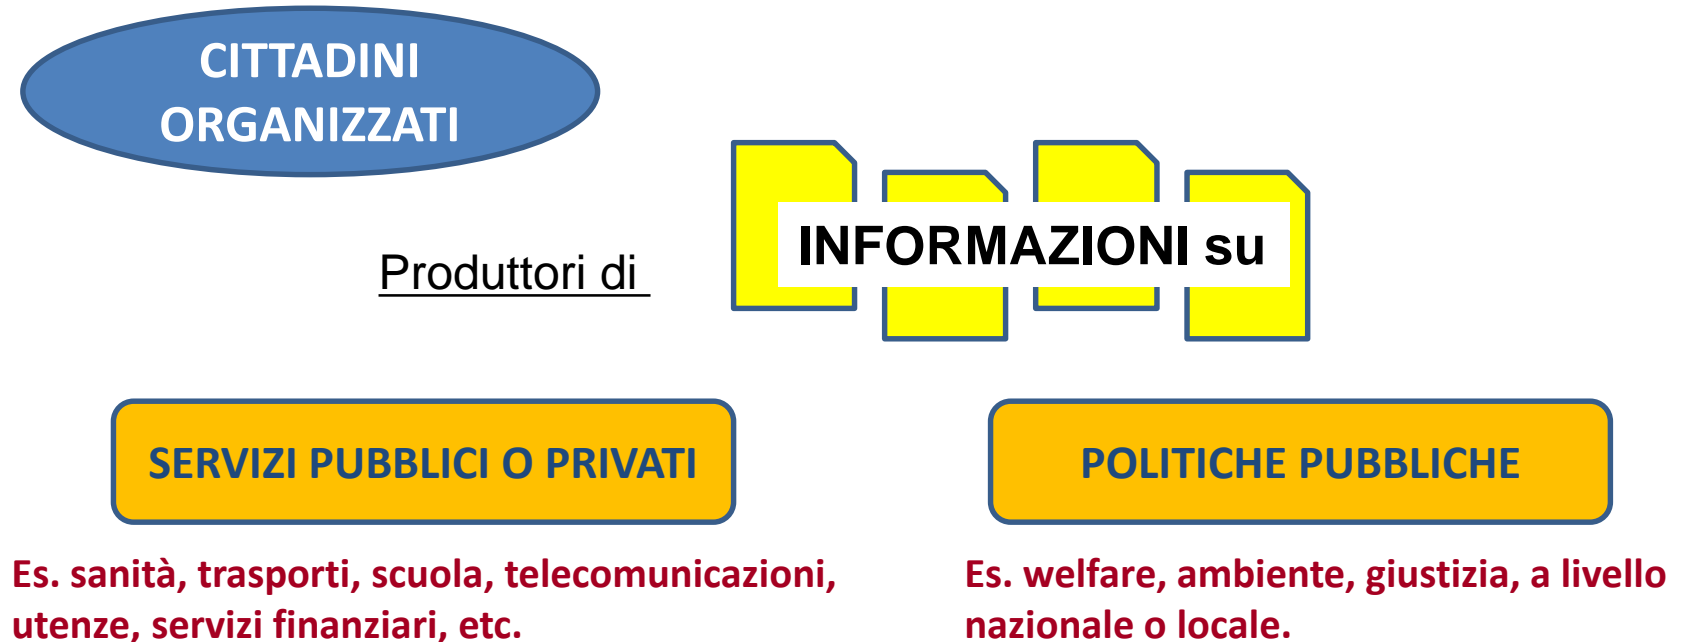 CITTADINI
ORGANIZZATI
Produttori di
INFORMAZIONI su
SERVIZI PUBBLICI O PRIVATI
POLITICHE PUBBLICHE
Es. sanità, trasporti, scuola, telecomunicazioni,
utenze, servizi finanziari, etc.
Es. welfare, ambiente, giustizia, a livello
nazionale o locale.